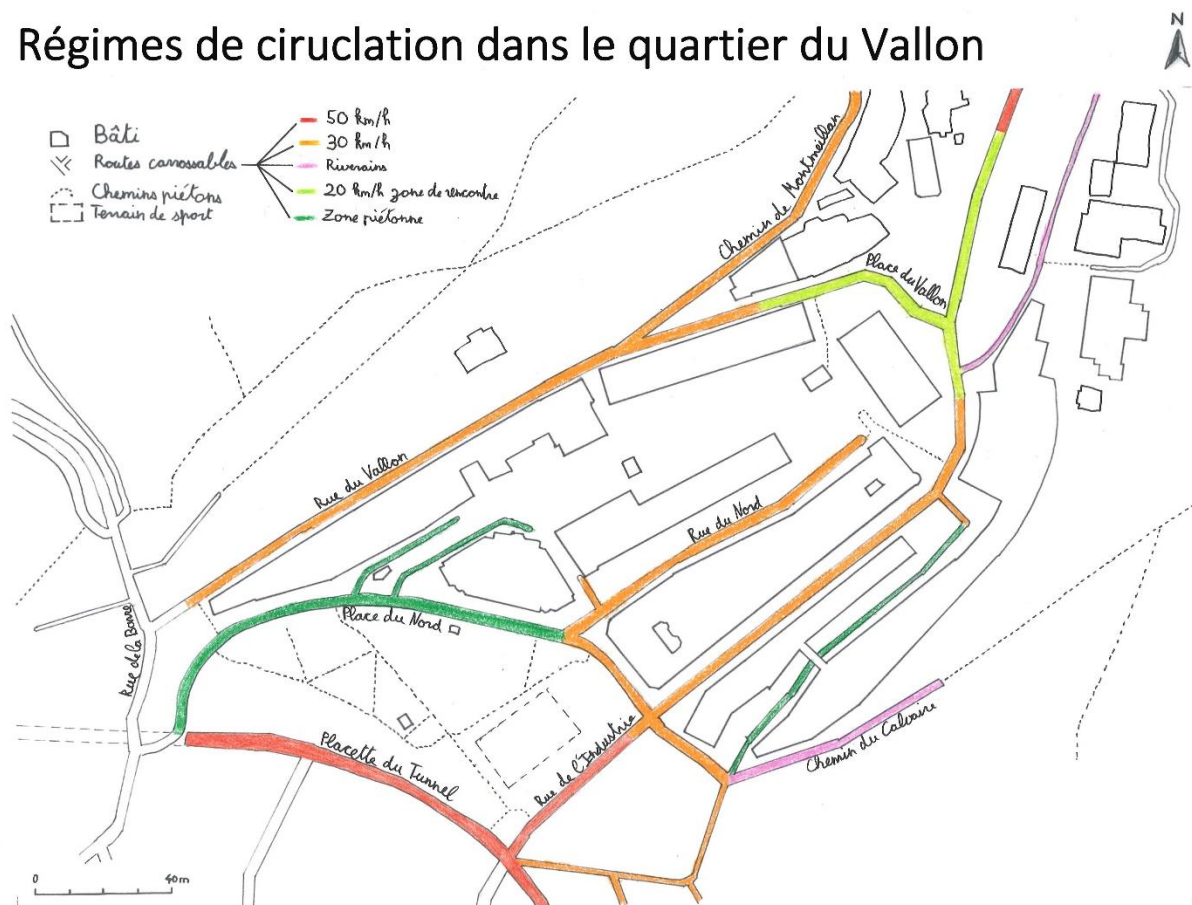 Régimes de ciruclation dans le quartier du Vallon
N
Bâti
Routes carrossables
Chemins piétons
Terrain de sport
50 km/h
30 km/h
Riverains
20 km/h zone de rencontre
Zone piétonne
Chemin de Montmeillan
Place du Vallon
Rue du Vallon
Rue du Nord
Place du Nord
Rue de la Barre
Placette du Tunnel
Rue de l'Industrie
Chemin du Calvaire
0 40m